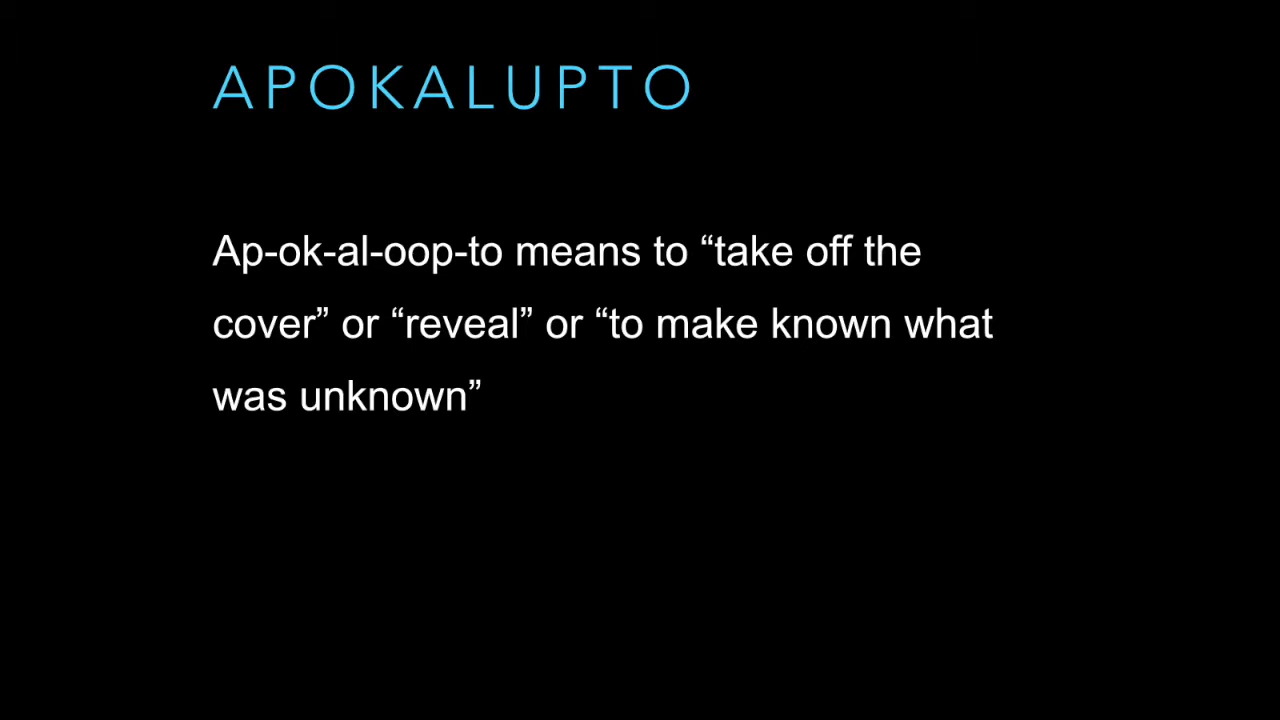 APOKALUPTO
Ap-ok-al-oop-to means to “take off the
cover” or “reveal” or “to make known what
was unknown”